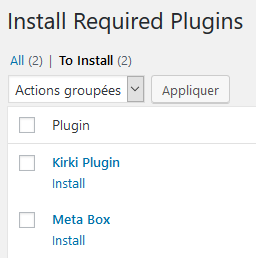 Install Required Plugins
All (2) | To Install (2)
Actions groupées Appliquer
Plugin
Kirki Plugin
Install
Meta Box
Install